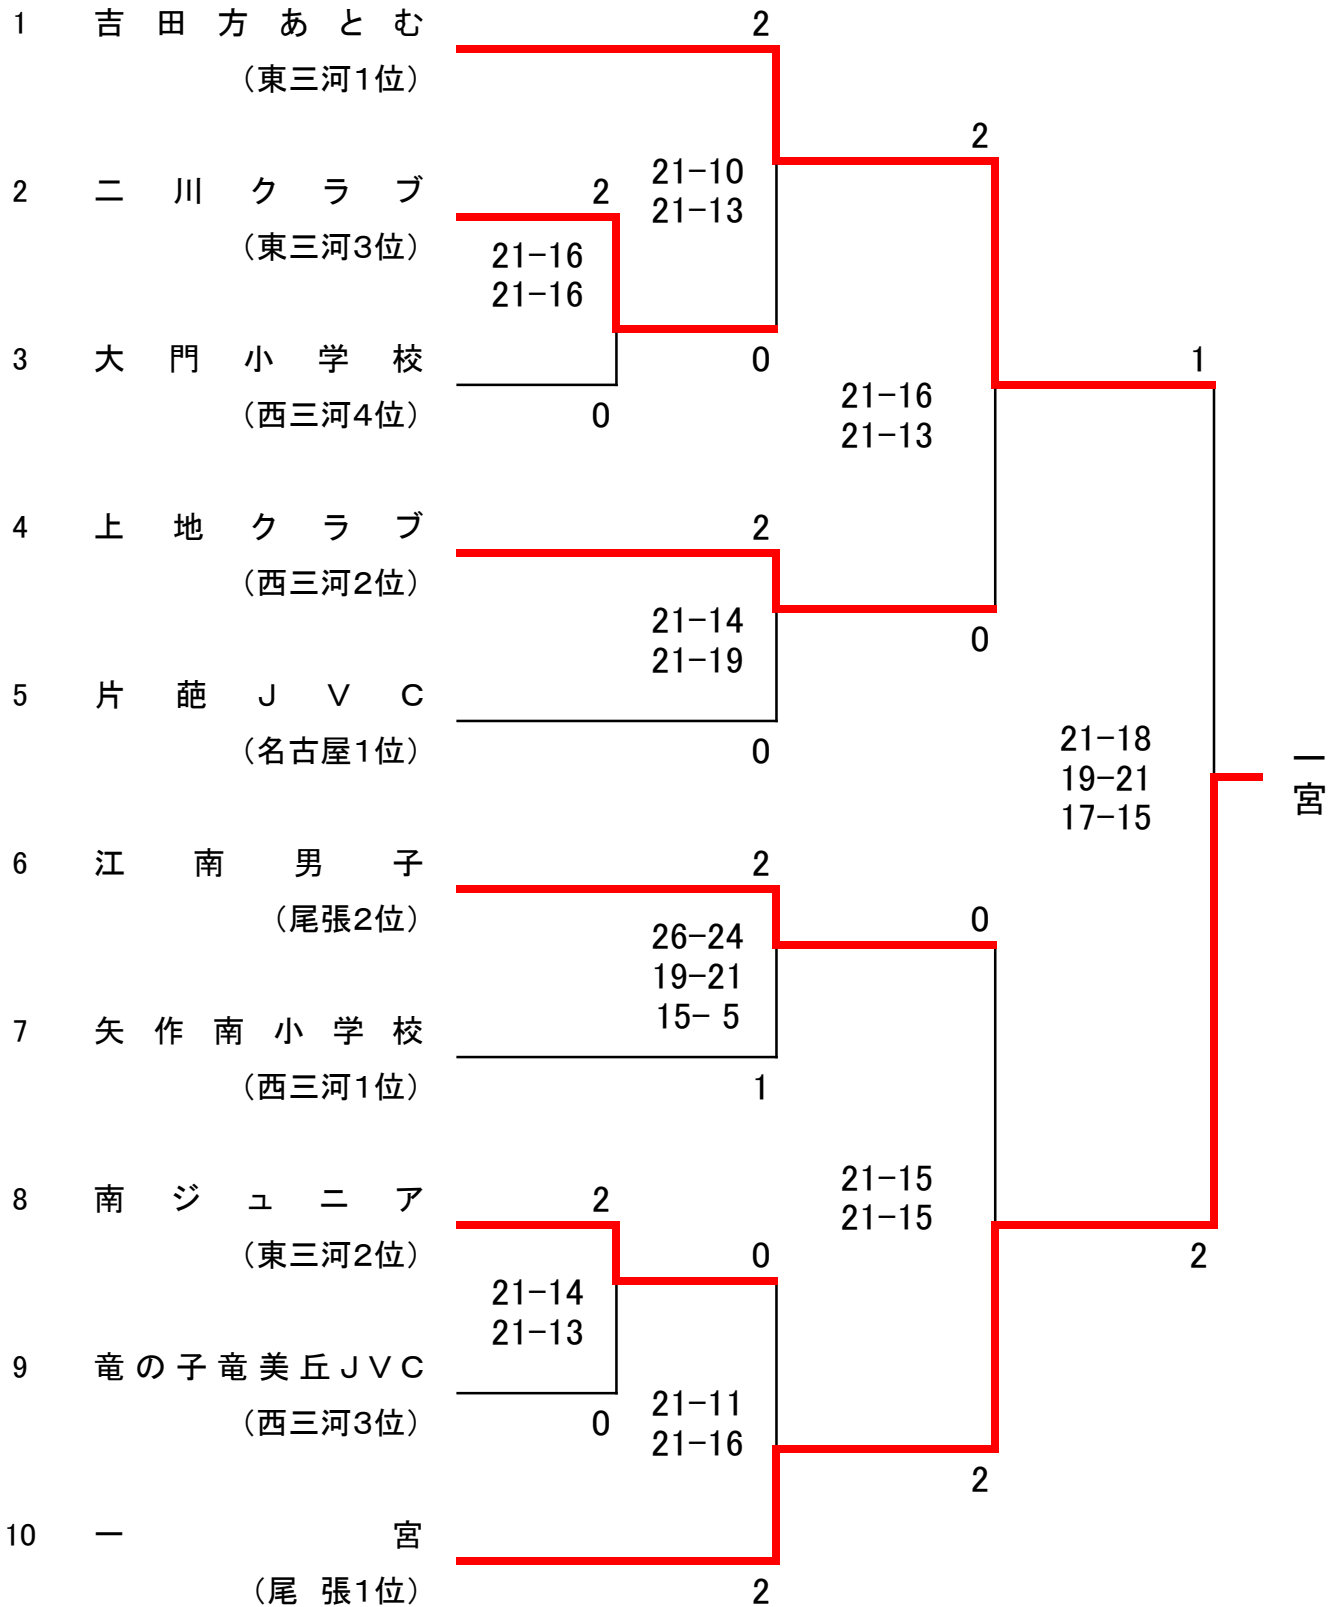 1 吉田方あとむ 2
（東三河1位）
2
2 二川クラブ 2
21-10
21-13
（東三河3位）
21-16
21-16
3 大門小学校 0 1
（西三河4位） 0
21-16
21-13
4 上地クラブ 2
（西三河2位）
21-14
21-19
0
5 片葩JVC
（名古屋1位） 0
21-18
19-21
17-15
一宮
6 江南男子 2
（尾張2位） 0
26-24
19-21
15- 5
7 矢作南小学校
（西三河1位） 1
8 南ジュニア 2
21-15
21-15
（東三河2位） 0 2
21-14
21-13
9 竜の子竜美丘JVC
（西三河3位） 0
21-11
21-16
2
10 一宮
（尾 張1位） 2